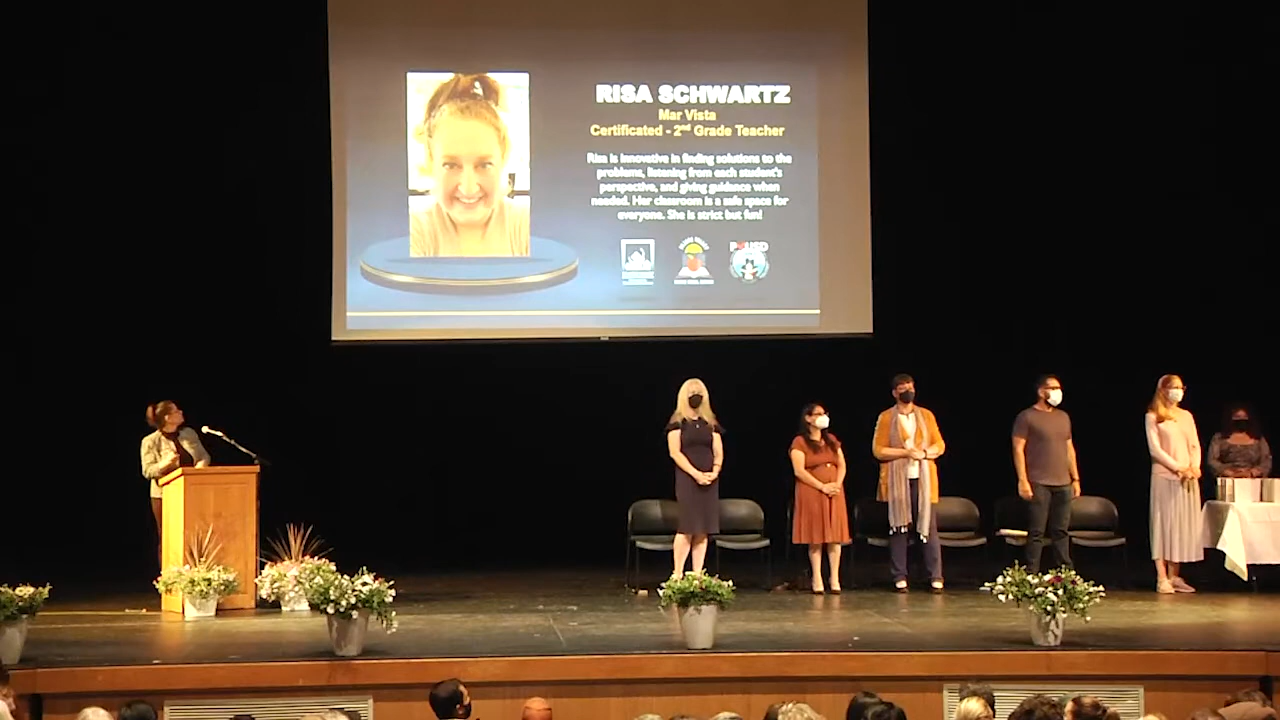 RISA SCHWARTZ
Mar Vista
Certificated - 2nd Grade Teacher
Risa is innovative in finding solutions to the
problems, listening from each student's
perspective, and giving guidance when
needed. Her classroom is a safe space for
everyone. She is strict but fun!